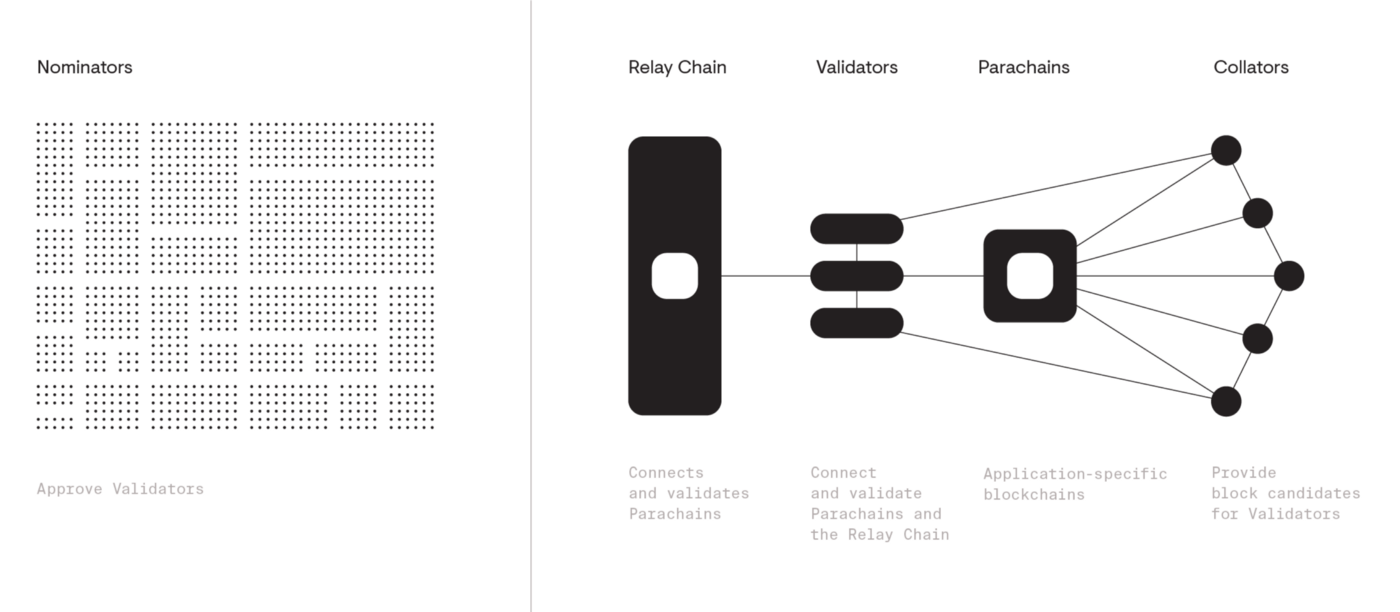 Nominators
Approve Validators
Relay Chain
Validators
Parachains
Collators
Connects
and validates
Parachains
Connect
and validate
Parachains and
the Relay Chain
Application-specific
blockchains
Provide
block candidates
for Validators